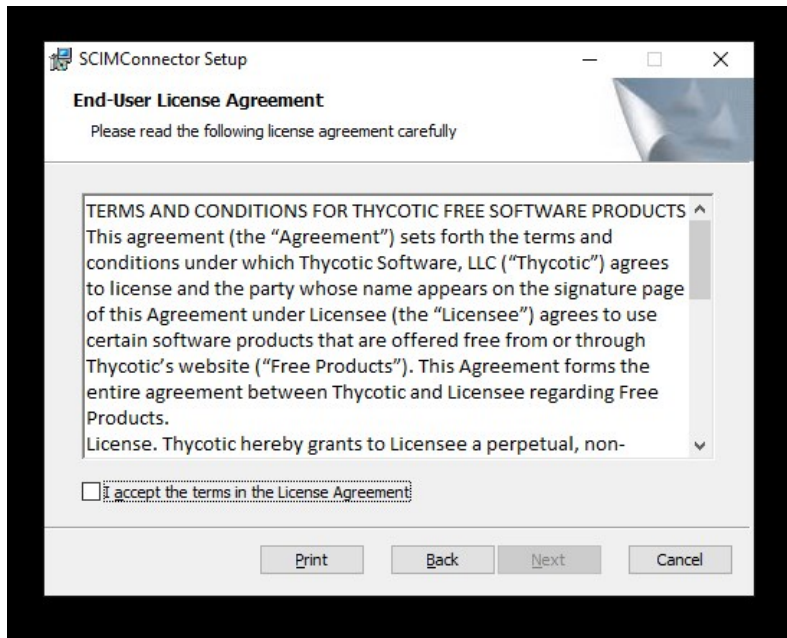 SCIMConnector Setup
End-User License Agreement
Please read the following license agreement carefully
TERMS AND CONDITIONS FOR THYCOTIC FREE SOFTWARE PRODUCTS
This agreement (the “Agreement”) sets forth the terms and
conditions under which Thycotic Software, LLC (“Thycotic”) agrees
to license and the party whose name appears on the signature page
of this Agreement under Licensee (the “Licensee”) agrees to use
certain software products that are offered free from or through
Thycotic’s website (“Free Products”). This Agreement forms the
entire agreement between Thycotic and Licensee regarding Free
Products.
License. Thycotic hereby grants to Licensee a perpetual, non-
I accept the terms in the License Agreement
Print Back Next Cancel